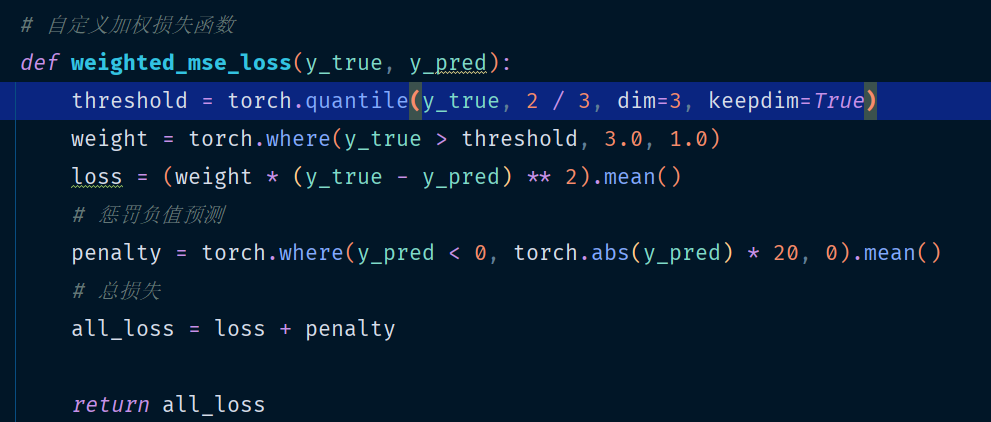 # 自定义加权损失函数
def weighted_mse_loss(y_true, y_pred):
    threshold = torch.quantile(y_true, 2 / 3, dim=3, keepdim=True)
    weight = torch.where(y_true > threshold, 3.0, 1.0)
    loss = (weight * (y_true - y_pred) ** 2).mean()
    # 惩罚负值预测
    penalty = torch.where(y_pred < 0, torch.abs(y_pred) * 20, 0).mean()
    # 总损失
    all_loss = loss + penalty
    return all_loss